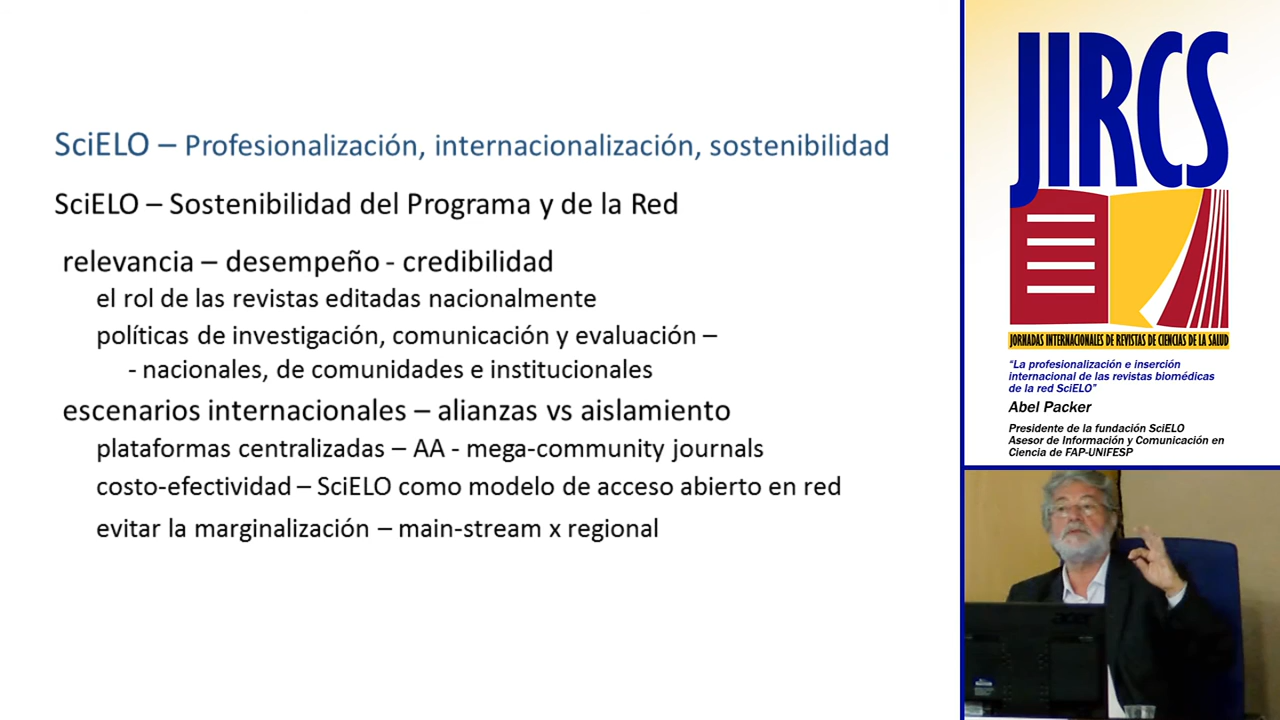 SciELO – Profesionalización, internacionalización, sostenibilidad
SciELO – Sostenibilidad del Programa y de la Red
relevancia – desempeño - credibilidad
el rol de las revistas editadas nacionalmente
políticas de investigación, comunicación y evaluación –
- nacionales, de comunidades e institucionales
escenarios internacionales – alianzas vs aislamiento
plataformas centralizadas – AA - mega-community journals
costo-efectividad – SciELO como modelo de acceso abierto en red
evitar la marginalización – main-stream x regional
JIRCS
JORNADAS INTERNACIONALES DE REVISTAS DE CIENCIAS DE LA SALUD
"La profesionalización e inserción
internacional de las revistas biomédicas
de la red SciELO"
Abel Packer
Presidente de la fundación SciELO
Asesor de Información y Comunicación en
Ciencia de FAP-UNIFESP
acer